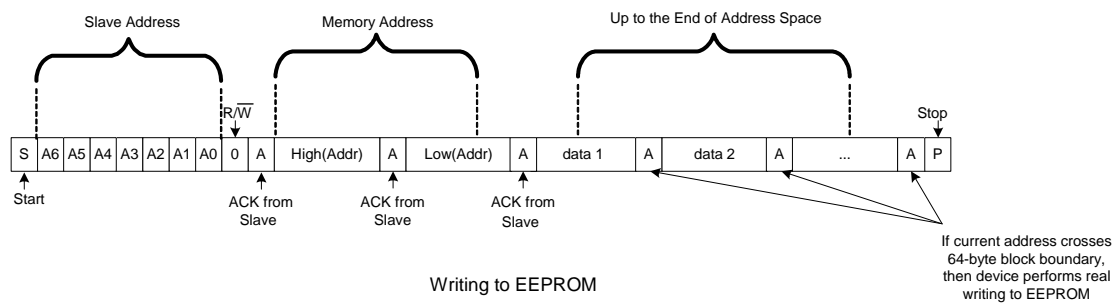 Slave Address
Memory Address
Up to the End of Address Space
R/W
Stop
S A6 A5 A4 A3 A2 A1 A0 0 A High(Addr) A Low(Addr) A data 1 A data 2 A ... A P
Start
ACK from
Slave
ACK from
Slave
ACK from
Slave
If current address crosses
64-byte block boundary,
then device performs real
writing to EEPROM
Writing to EEPROM